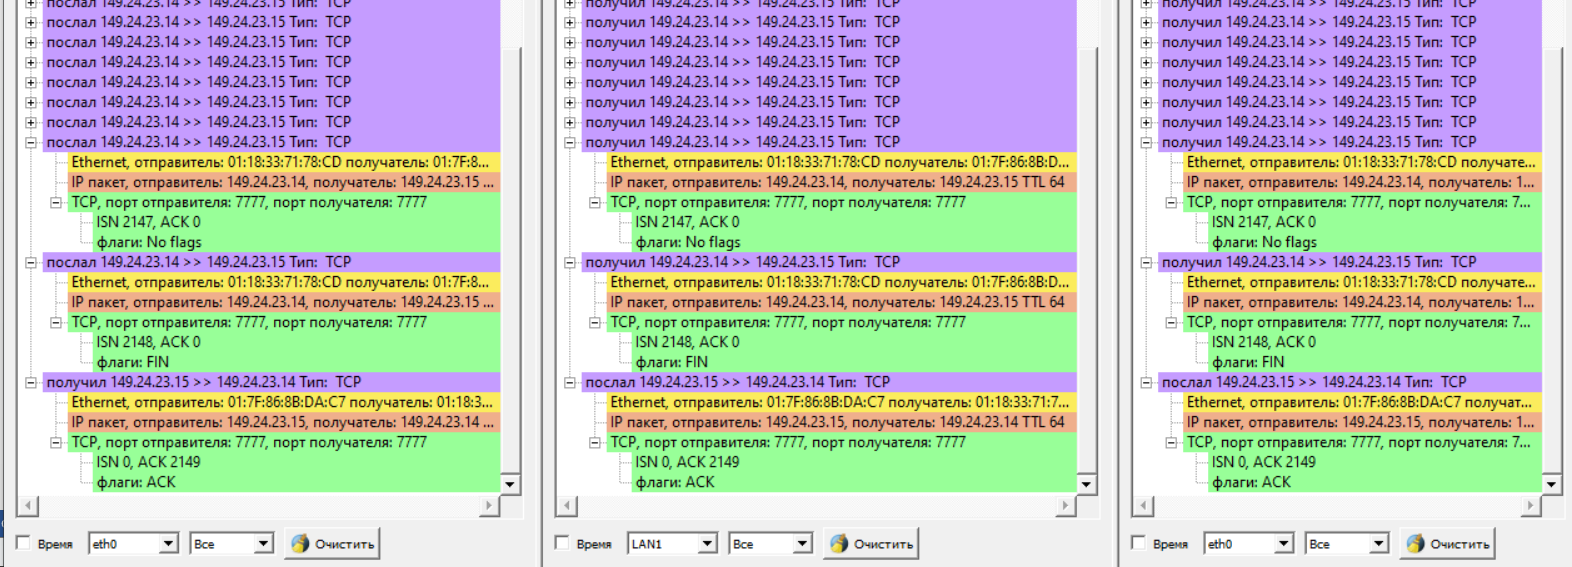 послал 149.24.23.14 >> 149.24.23.15 Тип: TCP
послал 149.24.23.14 >> 149.24.23.15 Тип: TCP
послал 149.24.23.14 >> 149.24.23.15 Тип: TCP
послал 149.24.23.14 >> 149.24.23.15 Тип: TCP
послал 149.24.23.14 >> 149.24.23.15 Тип: TCP
послал 149.24.23.14 >> 149.24.23.15 Тип: TCP
послал 149.24.23.14 >> 149.24.23.15 Тип: TCP
послал 149.24.23.14 >> 149.24.23.15 Тип: TCP
Ethernet, отправитель: 01:18:33:71:78:CD получатель: 01:7F:8...
IP пакет, отправитель: 149.24.23.14, получатель: 149.24.23.15 ...
TCP, порт отправителя: 7777, порт получателя: 7777
ISN 2147, ACK 0
флаги: No flags
послал 149.24.23.14 >> 149.24.23.15 Тип: TCP
Ethernet, отправитель: 01:18:33:71:78:CD получатель: 01:7F:8...
IP пакет, отправитель: 149.24.23.14, получатель: 149.24.23.15 ...
TCP, порт отправителя: 7777, порт получателя: 7777
ISN 2148, ACK 0
флаги: FIN
получил 149.24.23.15 >> 149.24.23.14 Тип: TCP
Ethernet, отправитель: 01:7F:86:8B:DA:C7 получатель: 01:18:3...
IP пакет, отправитель: 149.24.23.15, получатель: 149.24.23.14 ...
TCP, порт отправителя: 7777, порт получателя: 7777
ISN 0, ACK 2149
флаги: ACK
Время eth0 Все Очистить
получил 149.24.23.14 >> 149.24.23.15 Тип: TCP
получил 149.24.23.14 >> 149.24.23.15 Тип: TCP
получил 149.24.23.14 >> 149.24.23.15 Тип: TCP
получил 149.24.23.14 >> 149.24.23.15 Тип: TCP
получил 149.24.23.14 >> 149.24.23.15 Тип: TCP
получил 149.24.23.14 >> 149.24.23.15 Тип: TCP
получил 149.24.23.14 >> 149.24.23.15 Тип: TCP
получил 149.24.23.14 >> 149.24.23.15 Тип: TCP
Ethernet, отправитель: 01:18:33:71:78:CD получатель: 01:7F:86:8B:D...
IP пакет, отправитель: 149.24.23.14, получатель: 149.24.23.15 TTL 64
TCP, порт отправителя: 7777, порт получателя: 7777
ISN 2147, ACK 0
флаги: No flags
получил 149.24.23.14 >> 149.24.23.15 Тип: TCP
Ethernet, отправитель: 01:18:33:71:78:CD получатель: 01:7F:86:8B:D...
IP пакет, отправитель: 149.24.23.14, получатель: 149.24.23.15 TTL 64
TCP, порт отправителя: 7777, порт получателя: 7777
ISN 2148, ACK 0
флаги: FIN
послал 149.24.23.15 >> 149.24.23.14 Тип: TCP
Ethernet, отправитель: 01:7F:86:8B:DA:C7 получатель: 01:18:33:71:7...
IP пакет, отправитель: 149.24.23.15, получатель: 149.24.23.14 TTL 64
TCP, порт отправителя: 7777, порт получателя: 7777
ISN 0, ACK 2149
флаги: ACK
Время LAN1 Все Очистить
получил 149.24.23.14 >> 149.24.23.15 Тип: TCP
получил 149.24.23.14 >> 149.24.23.15 Тип: TCP
получил 149.24.23.14 >> 149.24.23.15 Тип: TCP
получил 149.24.23.14 >> 149.24.23.15 Тип: TCP
получил 149.24.23.14 >> 149.24.23.15 Тип: TCP
получил 149.24.23.14 >> 149.24.23.15 Тип: TCP
получил 149.24.23.14 >> 149.24.23.15 Тип: TCP
получил 149.24.23.14 >> 149.24.23.15 Тип: TCP
Ethernet, отправитель: 01:18:33:71:78:CD получате...
IP пакет, отправитель: 149.24.23.14, получатель: 1...
TCP, порт отправителя: 7777, порт получателя: 7...
ISN 2147, ACK 0
флаги: No flags
получил 149.24.23.14 >> 149.24.23.15 Тип: TCP
Ethernet, отправитель: 01:18:33:71:78:CD получате...
IP пакет, отправитель: 149.24.23.14, получатель: 1...
TCP, порт отправителя: 7777, порт получателя: 7...
ISN 2148, ACK 0
флаги: FIN
послал 149.24.23.15 >> 149.24.23.14 Тип: TCP
Ethernet, отправитель: 01:7F:86:8B:DA:C7 получат...
IP пакет, отправитель: 149.24.23.15, получатель: 1...
TCP, порт отправителя: 7777, порт получателя: 7...
ISN 0, ACK 2149
флаги: ACK
Время eth0 Все Очистить